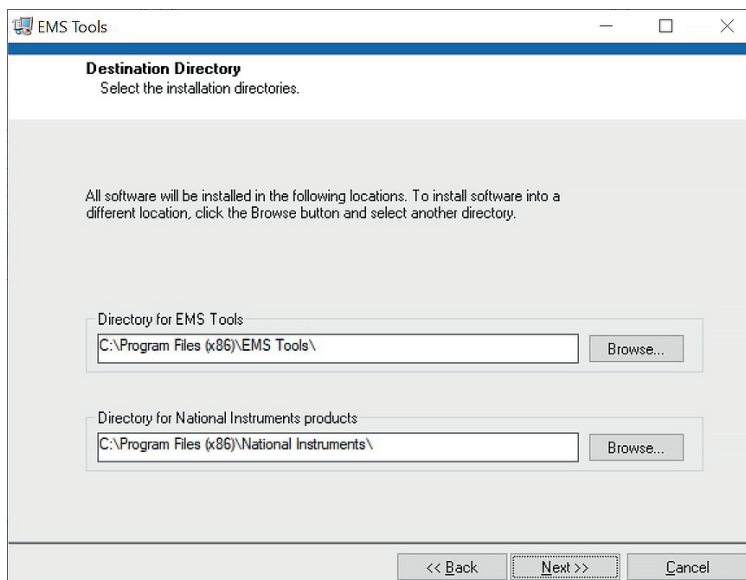 EMS Tools
Destination Directory
Select the installation directories.
All software will be installed in the following locations. To install software into a
different location, click the Browse button and select another directory.
Directory for EMS Tools
C:\Program Files (x86)\EMS Tools\
Browse...
Directory for National Instruments products
C:\Program Files (x86)\National Instruments\
Browse...
<< Back
Next >>
Cancel